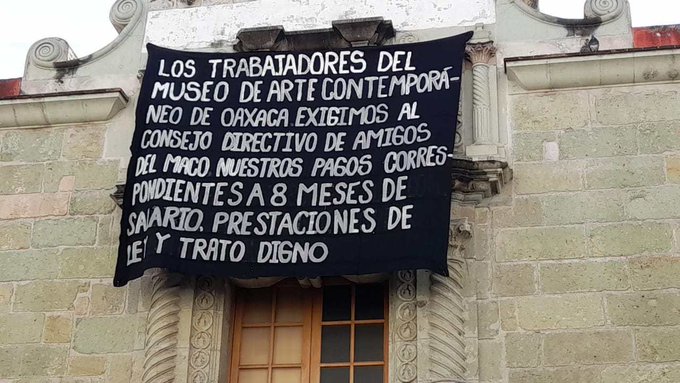 LOS TRABAJADORES DEL
MUSEO DE ARTE CONTEMPORÁ-
NEO DE OAXACA EXIGIMOS AL
CONSEJO DIRECTIVO DE AMIGOS
DEL MACO, NUESTROS PAGOS CORRES-
PONDIENTES A 8 MESES DE
SALARIO, PRESTACIONES DE
LEY Y TRATO DIGNO